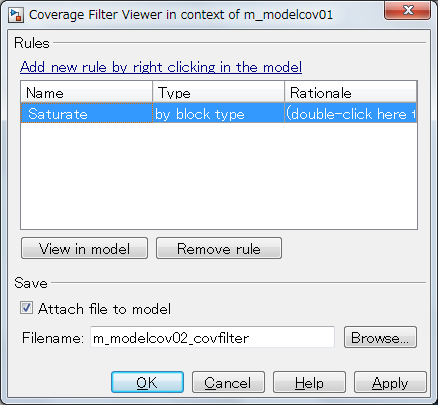 Coverage Filter Viewer in context of m_modelcov01
Rules
Add new rule by right clicking in the model
Name Type Rationale
Saturate by block type (double-click here t
View in model Remove rule
Save
Attach file to model
Filename: m_modelcov02_covfilter Browse...
OK Cancel Help Apply